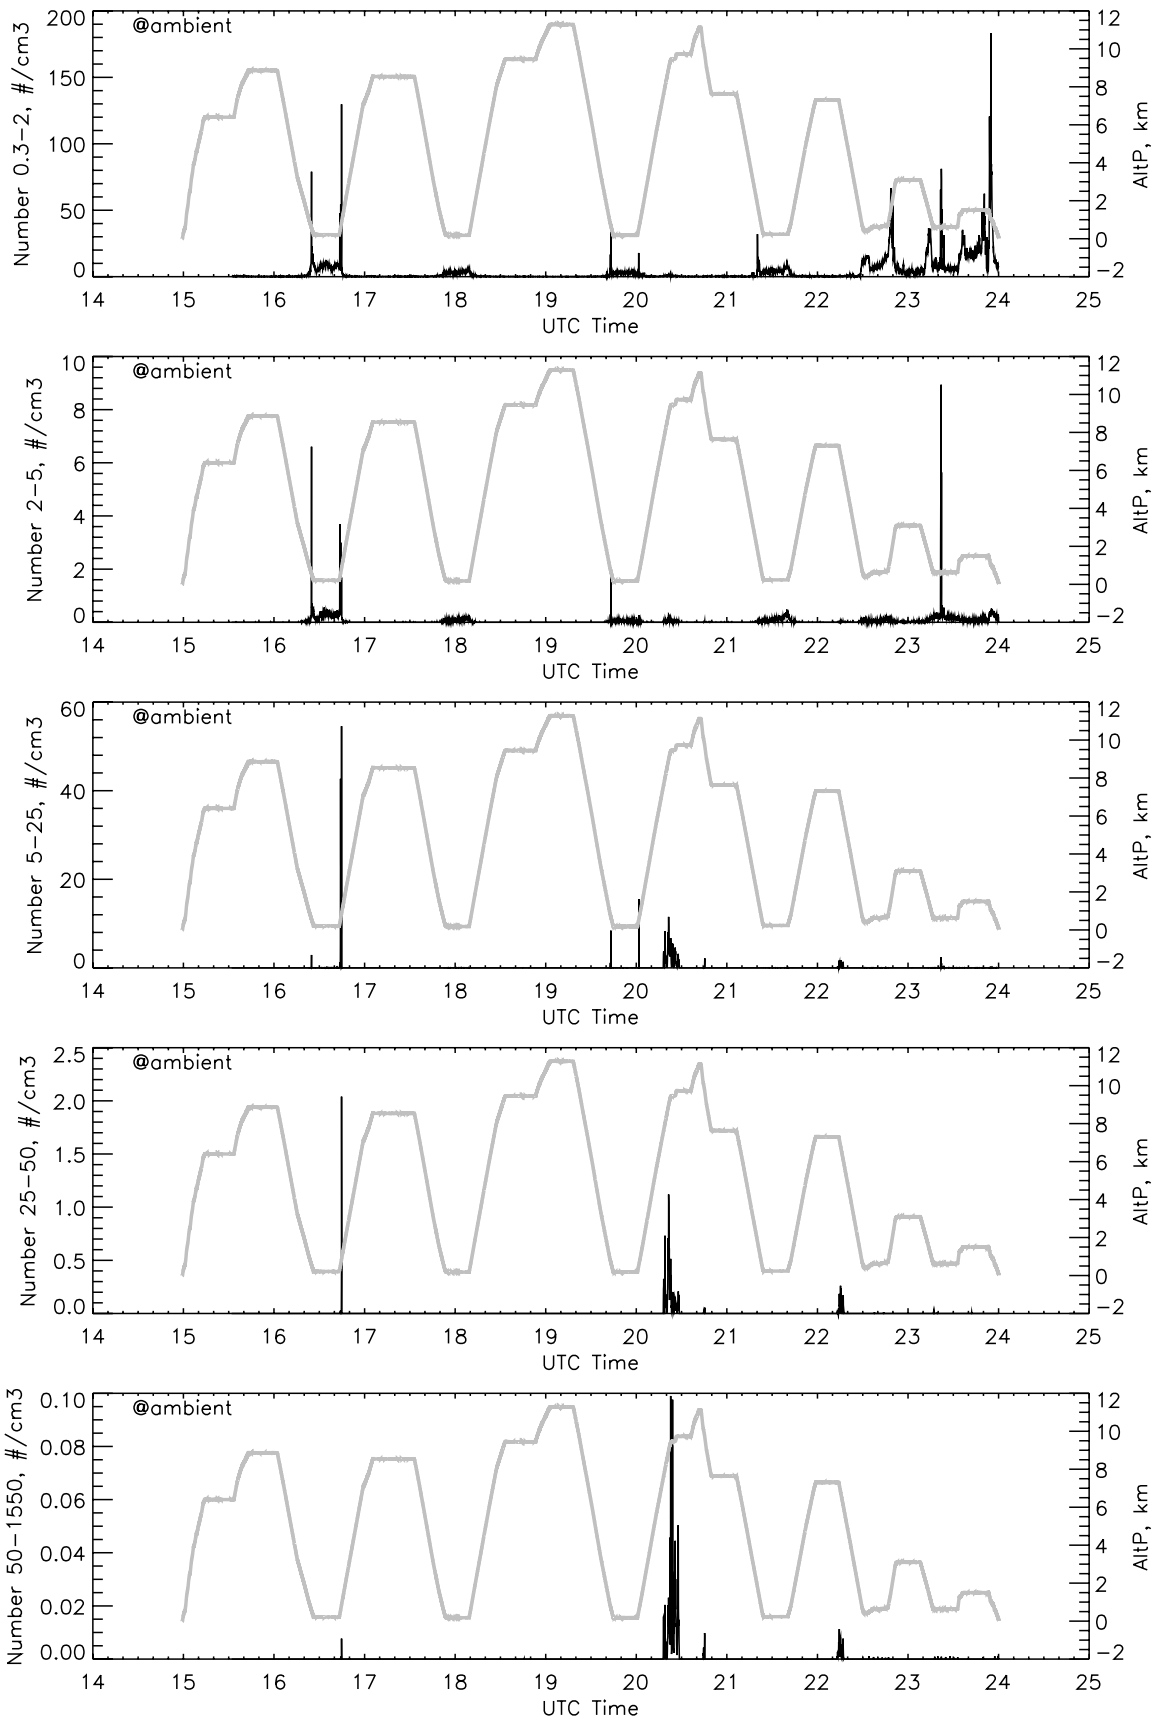 @ambient
Number 0.3-2, #/cm3
200
150
100
50
0
AltP, km
12
10
8
6
4
2
0
-2
14 15 16 17 18 19 20 21 22 23 24 25
UTC Time
@ambient
Number 2-5, #/cm3
10
8
6
4
2
0
AltP, km
12
10
8
6
4
2
0
-2
14 15 16 17 18 19 20 21 22 23 24 25
UTC Time
@ambient
Number 5-25, #/cm3
60
40
20
0
AltP, km
12
10
8
6
4
2
0
-2
14 15 16 17 18 19 20 21 22 23 24 25
UTC Time
@ambient
Number 25-50, #/cm3
2.5
2.0
1.5
1.0
0.5
0.0
AltP, km
12
10
8
6
4
2
0
-2
14 15 16 17 18 19 20 21 22 23 24 25
UTC Time
@ambient
Number 50-1550, #/cm3
0.10
0.08
0.06
0.04
0.02
0.00
AltP, km
12
10
8
6
4
2
0
-2
14 15 16 17 18 19 20 21 22 23 24 25
UTC Time